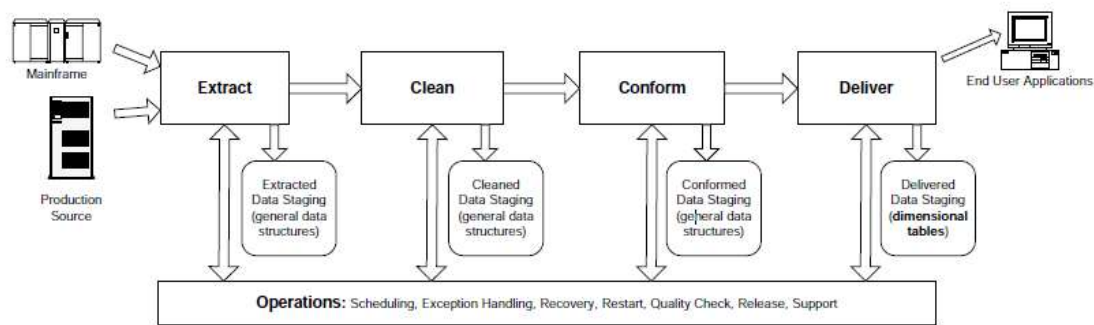 Mainframe
Production
Source
Extract
Clean
Conform
Deliver
End User Applications
Extracted
Data Staging
(general data
structures)
Cleaned
Data Staging
(general data
structures)
Conformed
Data Staging
(general data
structures)
Delivered
Data Staging
(dimensional
tables)
Operations: Scheduling, Exception Handling, Recovery, Restart, Quality Check, Release, Support